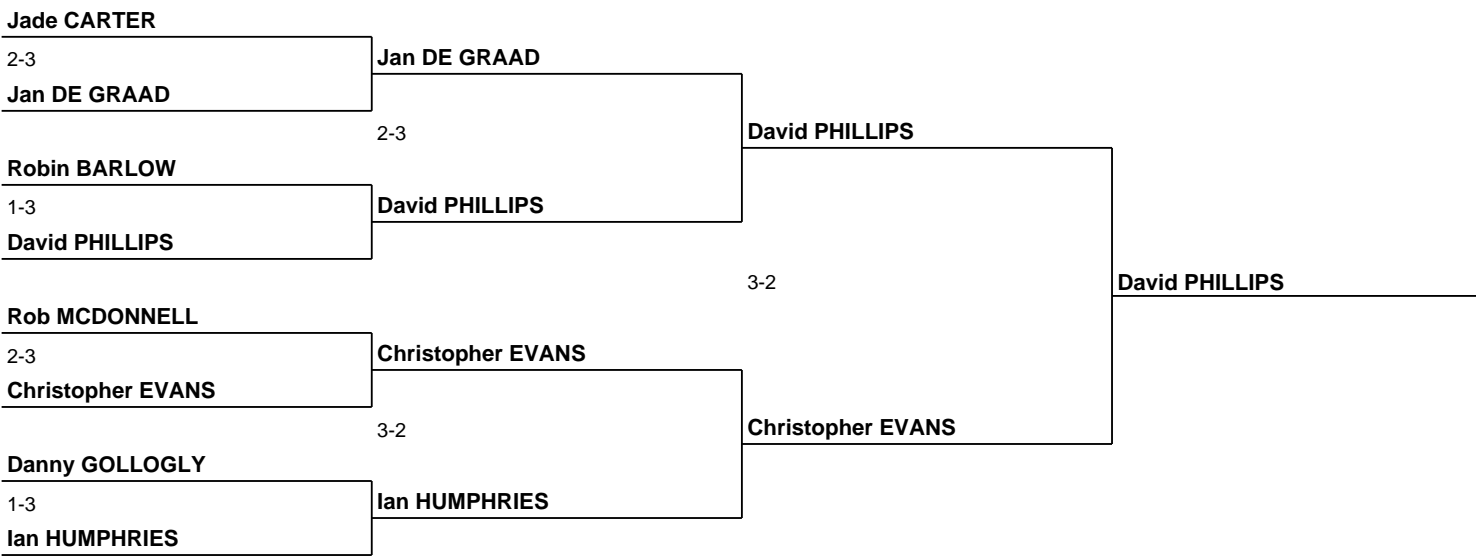 Jade CARTER
2-3
Jan DE GRAAD
Robin BARLOW
1-3
David PHILLIPS
Rob MCDONNELL
2-3
Christopher EVANS
Danny GOLLOGLY
1-3
Ian HUMPHRIES
Jan DE GRAAD
2-3
David PHILLIPS
Christopher EVANS
3-2
Ian HUMPHRIES
David PHILLIPS
3-2
Christopher EVANS
David PHILLIPS